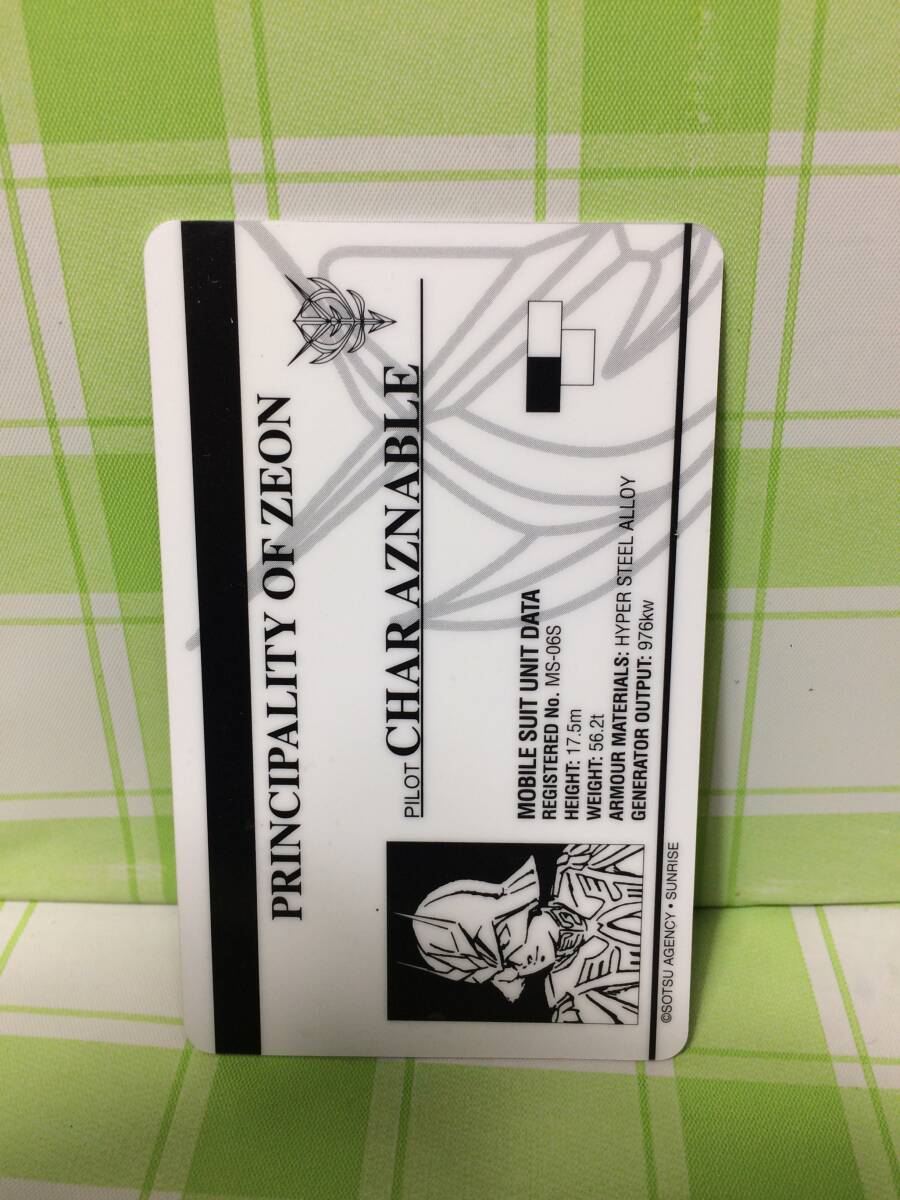 PRINCIPALITY OF ZEON
PILOT CHAR AZNABLE
MOBILE SUIT UNIT DATA
REGISTERED No. MS-06S
HEIGHT: 17.5m
WEIGHT: 56.2t
ARMOUR MATERIALS: HYPER STEEL ALLOY
GENERATOR OUTPUT: 976kw
©SOTSU AGENCY • SUNRISE